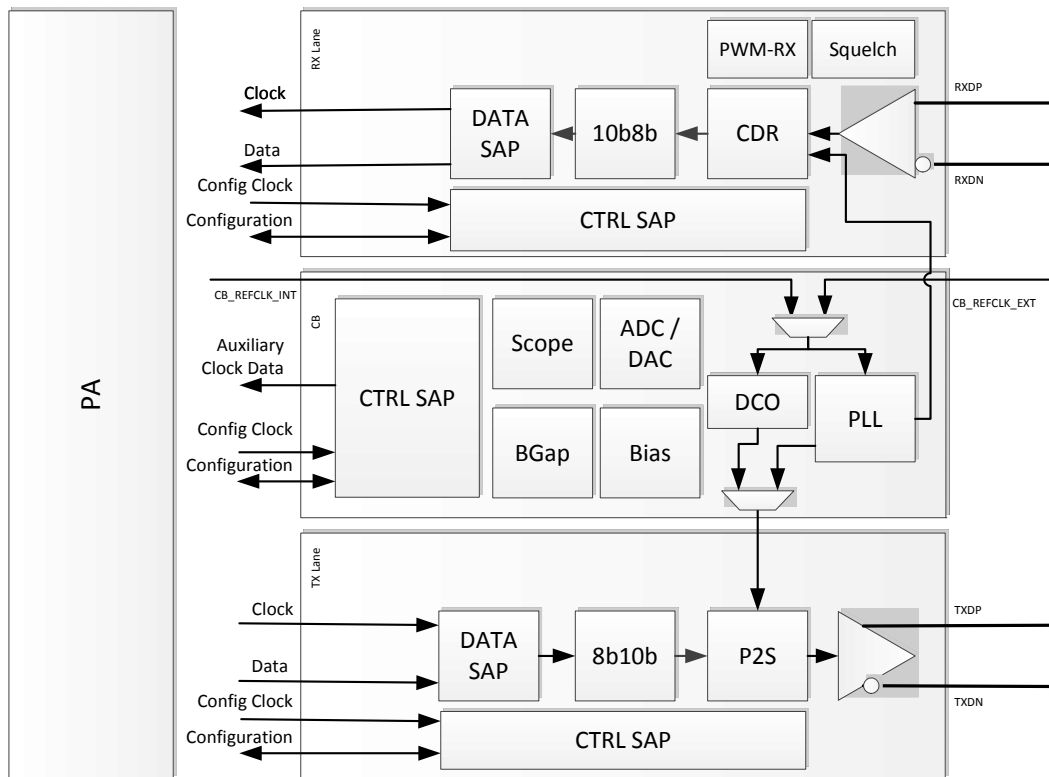 PA
RX Lane
PWM-RX
Squelch
Clock
RXDP
DATA
SAP
10b8b
CDR
Data
RXDN
Config Clock
Configuration
CTRL SAP
CB_REFCLK_INT
CB_REFCLK_EXT
CB
Scope
ADC /
DAC
Auxiliary
Clock Data
CTRL SAP
DCO
PLL
Config Clock
Configuration
BGap
Bias
TX Lane
Clock
TXDP
DATA
SAP
8b10b
P2S
Data
TXDN
Config Clock
Configuration
CTRL SAP